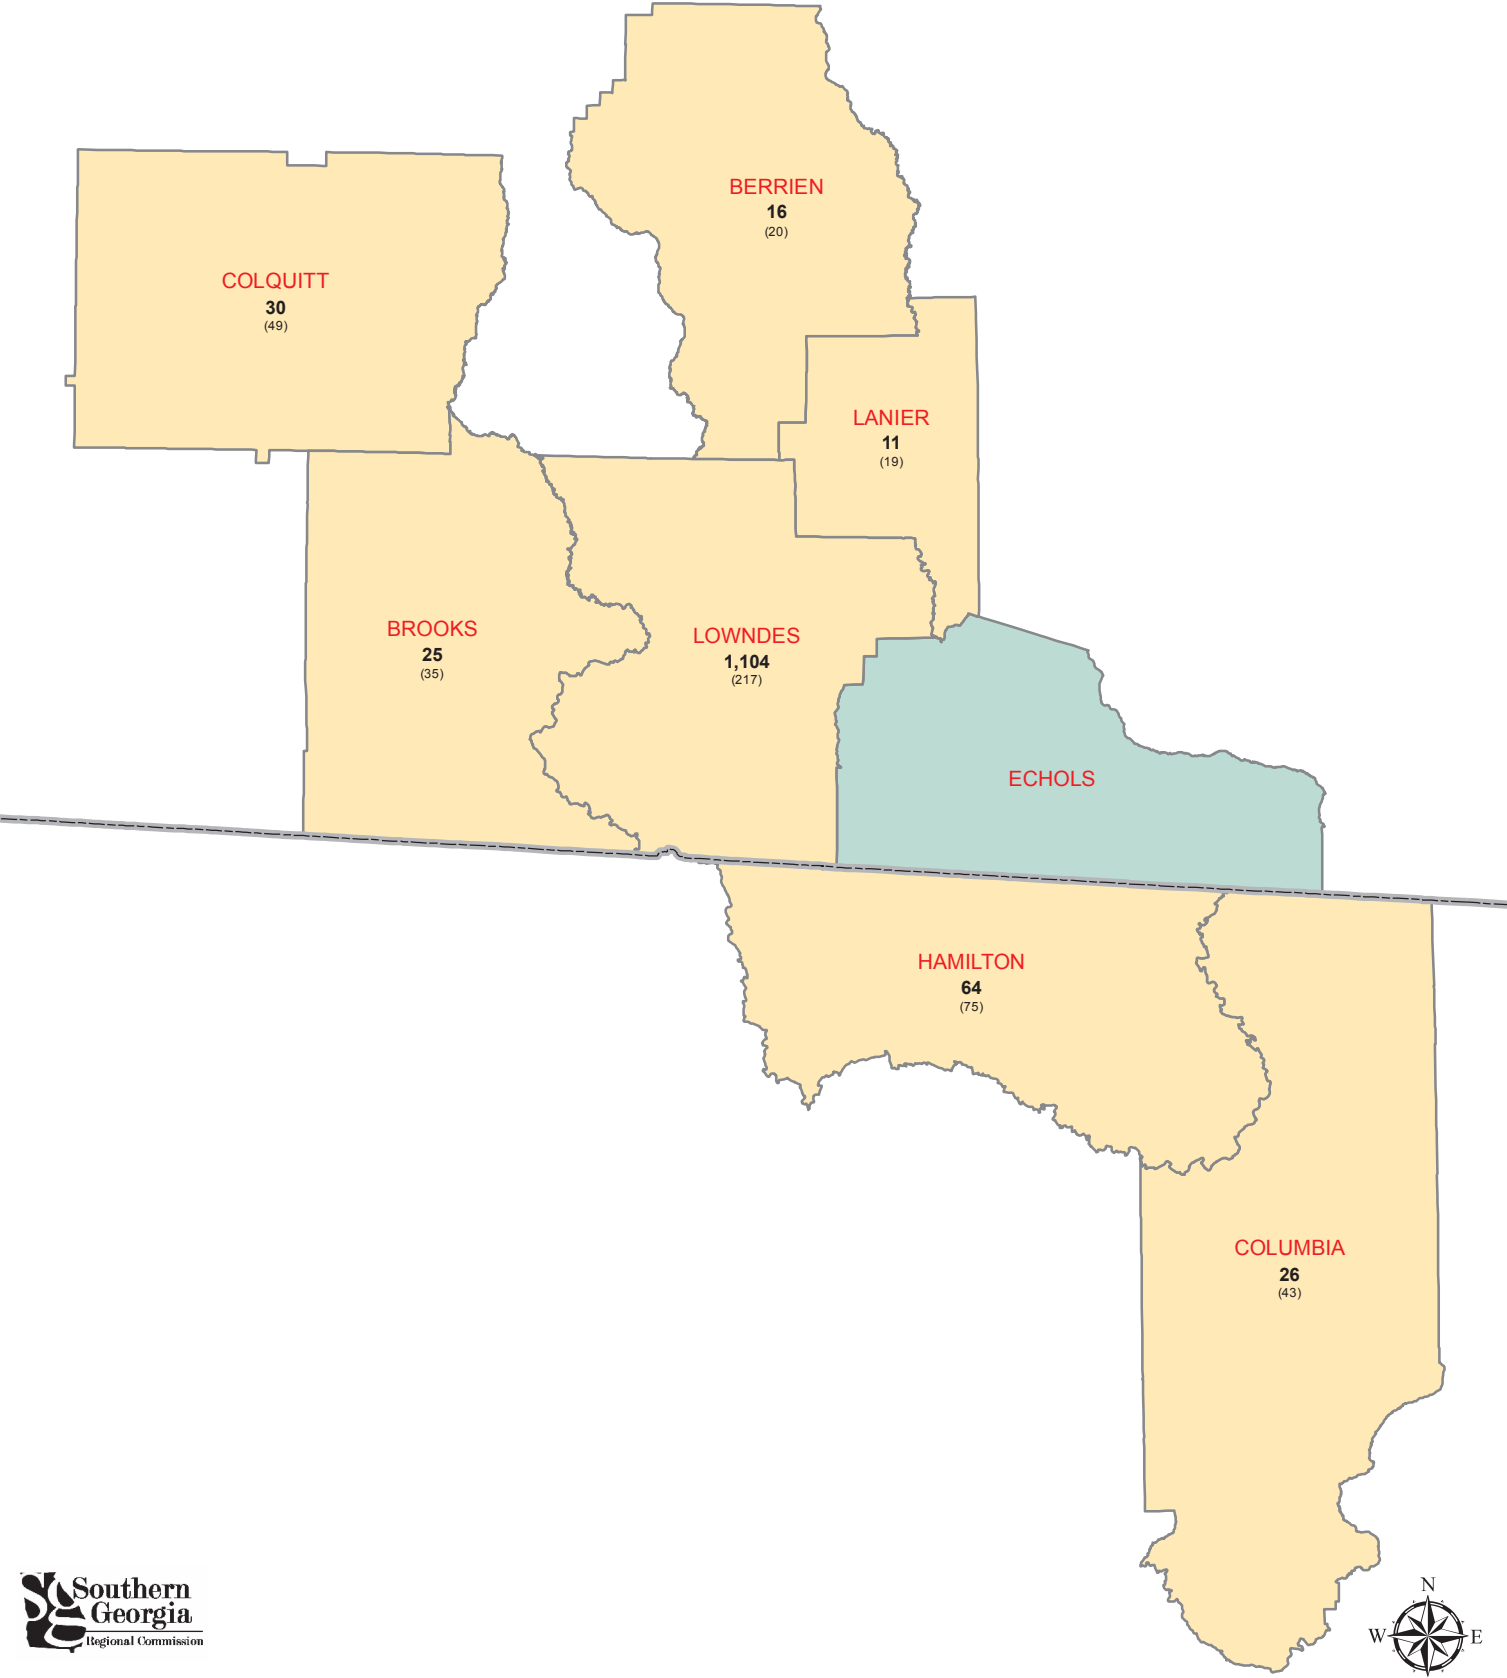 BERRIEN
16
(20)
COLQUITT
30
(49)
LANIER
11
(19)
BROOKS
25
(35)
LOWNDES
1,104
(217)
ECHOLS
HAMILTON
64
(75)
COLUMBIA
26
(43)
Southern
Georgia
Regional Commission
N
W E